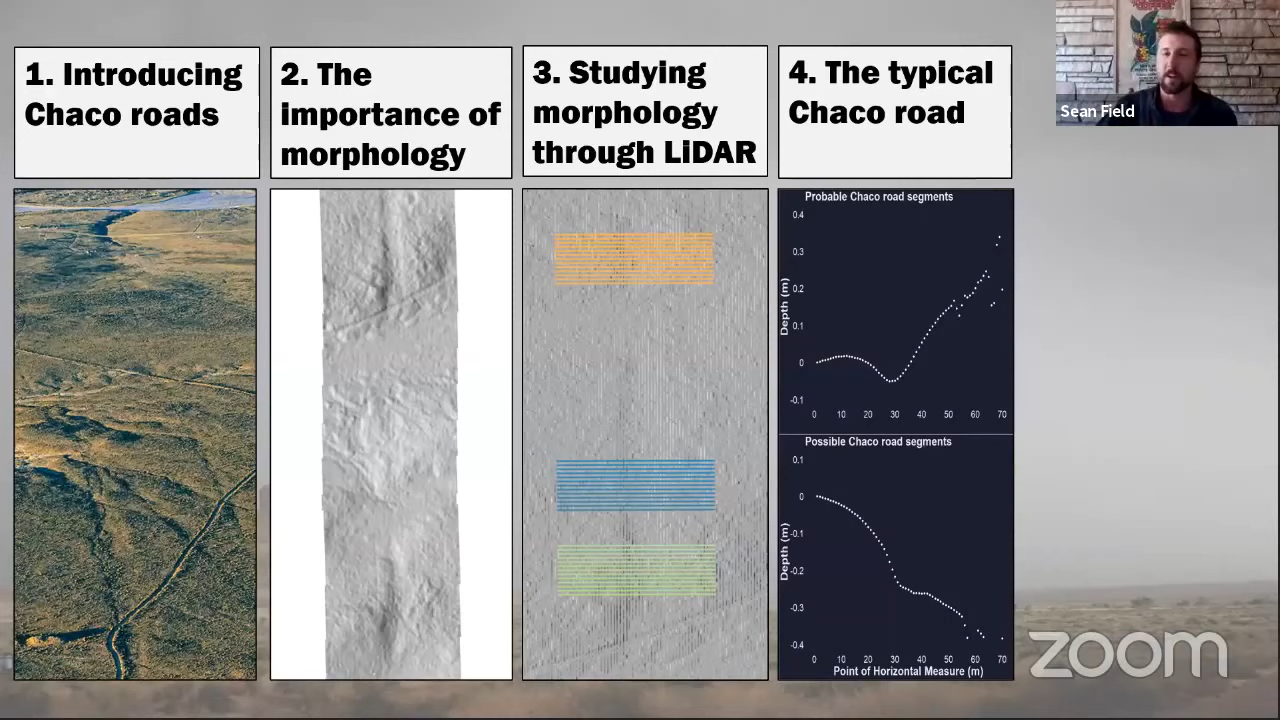 1. Introducing
Chaco roads
2. The
importance of
morphology
3. Studying
morphology
through LiDAR
4. The typical
Chaco road
Sean Field
Probable Chaco road segments
0.4
0.3
0.2
0.1
0
-0.1
Depth (m)
0 10 20 30 40 50 60 70
Possible Chaco road segments
0.1
0
-0.1
-0.2
-0.3
-0.4
Depth (m)
0 10 20 30 40 50 60 70
Point of Horizontal Measure (m)
zoom